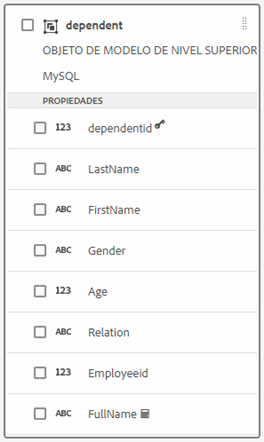 dependent
OBJETO DE MODELO DE NIVEL SUPERIOR
MySQL
PROPIEDADES
123 dependentid
ABC LastName
ABC FirstName
ABC Gender
123 Age
ABC Relation
123 Employeeid
ABC FullName